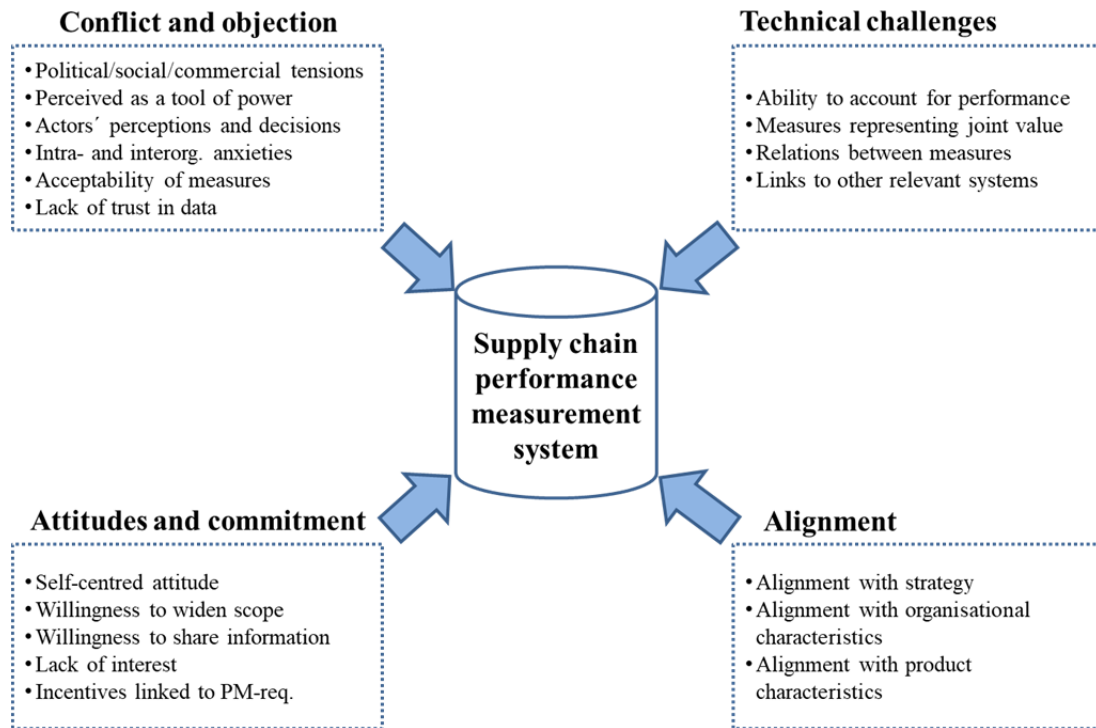 Conflict and objection
• Political/social/commercial tensions
• Perceived as a tool of power
• Actors´ perceptions and decisions
• Intra- and interorg. anxieties
• Acceptability of measures
• Lack of trust in data
Technical challenges
• Ability to account for performance
• Measures representing joint value
• Relations between measures
• Links to other relevant systems
Supply chain
performance
measurement
system
Attitudes and commitment
• Self-centred attitude
• Willingness to widen scope
• Willingness to share information
• Lack of interest
• Incentives linked to PM-req.
Alignment
• Alignment with strategy
• Alignment with organisational
characteristics
• Alignment with product
characteristics